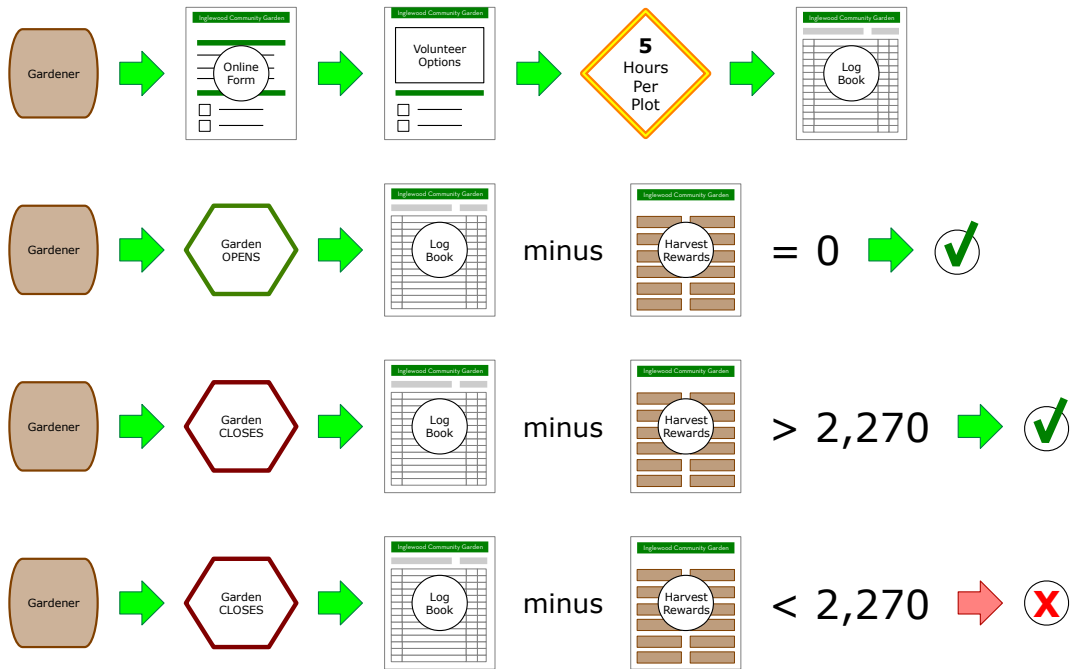 Inglewood Community Garden
Inglewood Community Garden
Inglewood Community Garden
Gardener
Online
Form
Volunteer
Options
5
Hours
Per
Plot
Log
Book
Inglewood Community Garden
Inglewood Community Garden
Gardener
Garden
OPENS
Log
Book
minus
Harvest
Rewards
= 0
Inglewood Community Garden
Inglewood Community Garden
Gardener
Garden
CLOSES
Log
Book
minus
Harvest
Rewards
> 2,270
Inglewood Community Garden
Inglewood Community Garden
Gardener
Garden
CLOSES
Log
Book
minus
Harvest
Rewards
< 2,270
X